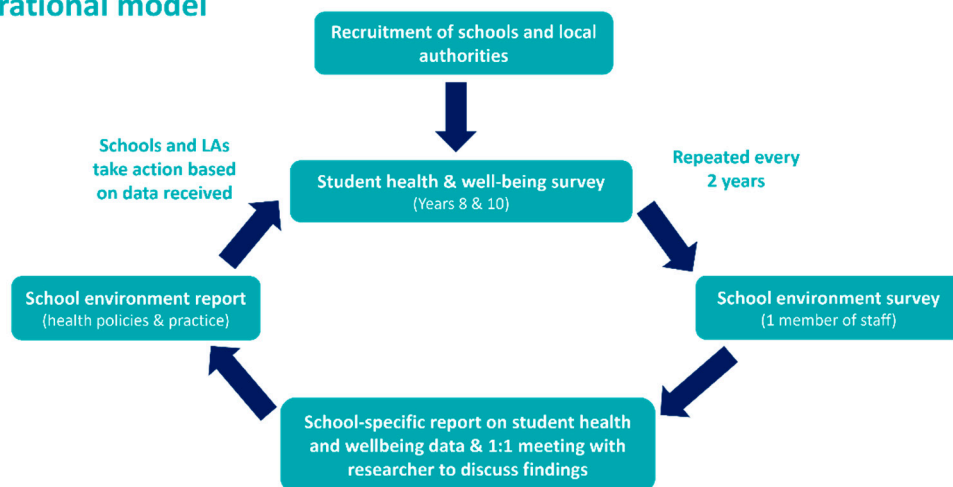 rational model
Recruitment of schools and local
authorities
Schools and LAs
take action based
on data received
Repeated every
2 years
Student health & well-being survey
(Years 8 & 10)
School environment report
(health policies & practice)
School environment survey
(1 member of staff)
School-specific report on student health
and wellbeing data & 1:1 meeting with
researcher to discuss findings